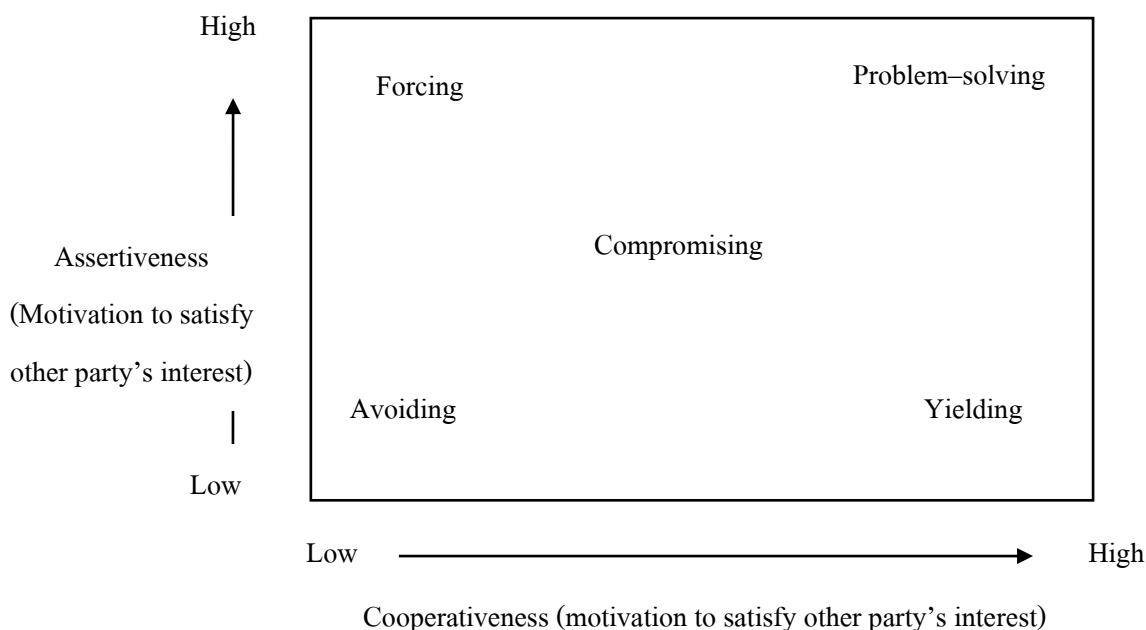 High
Forcing
Problem–solving
Assertiveness
(Motivation to satisfy
other party’s interest)
Compromising
Avoiding
Yielding
Low
Low
High
Cooperativeness (motivation to satisfy other party’s interest)